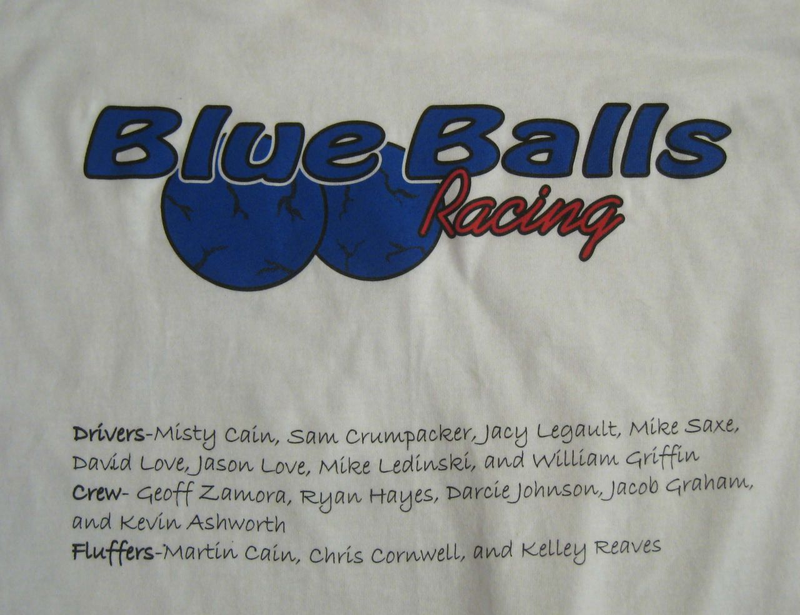 Blue Balls
Racing
Drivers-Misty Cain, Sam Crumpacker, Jacy Legault, Mike Saxe,
David Love, Jason Love, Mike Ledinski, and William Griffin
Crew- Geoff Zamora, Ryan Hayes, Darcie Johnson, Jacob Graham,
and Kevin Ashworth
Fluffers-Martin Cain, Chris Cornwell, and Kelley Reaves